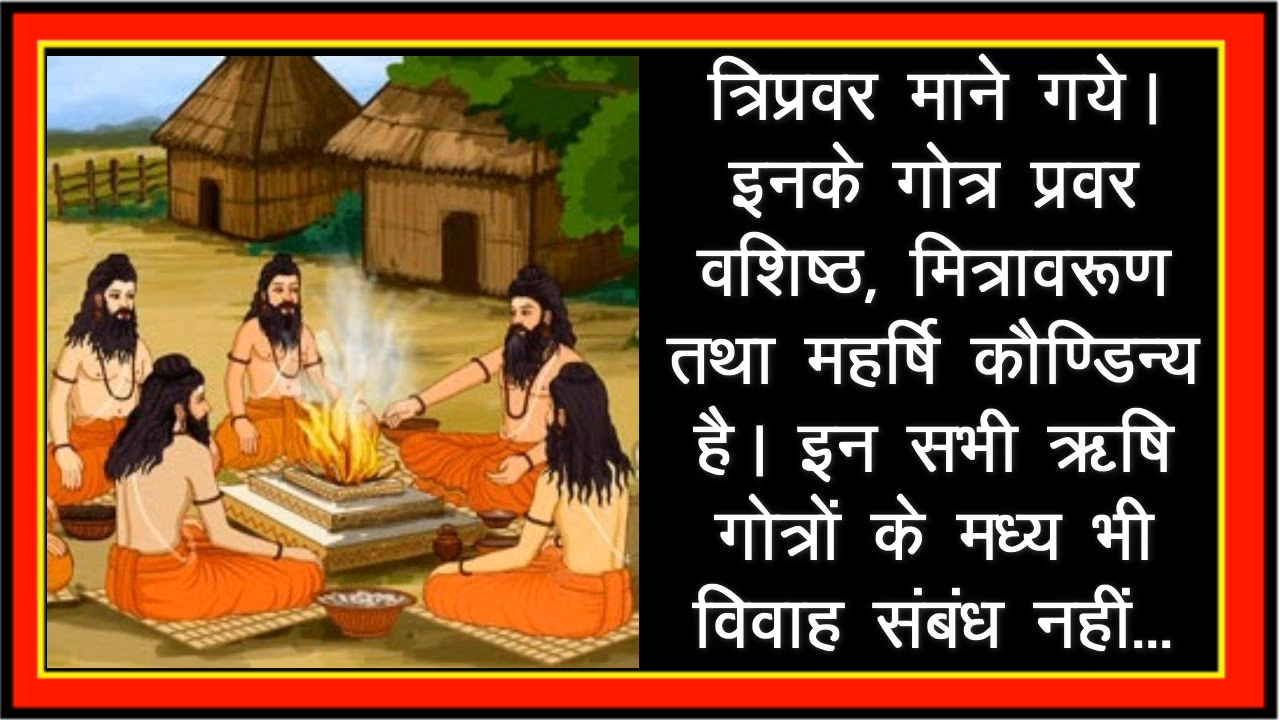 त्रिप्रवर माने गये।
इनके गोत्र प्रवर
वशिष्ठ, मित्रावरूण
तथा महर्षि कौण्डिन्य
है। इन सभी ऋषि
गोत्रों के मध्य भी
विवाह संबंध नहीं...